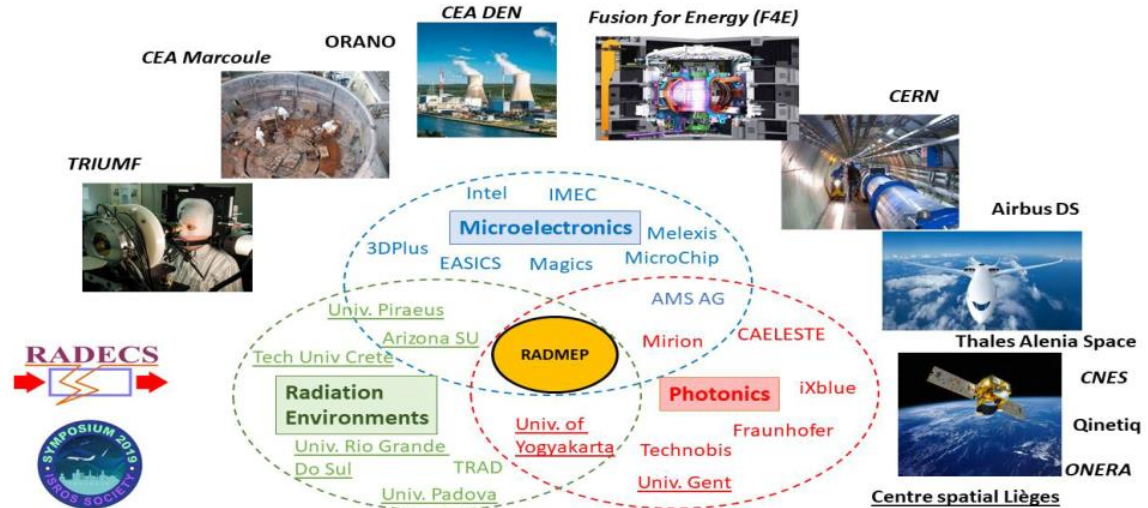 CEA DEN
Fusion for Energy (F4E)
ORANO
CEA Marcoule
CERN
TRIUMF
Airbus DS
Intel
IMEC
Microelectronics
Melexis
3DPlus
MicroChip
EASICS
Magics
AMS AG
Univ. Piraeus
Arizona SU
Mirion
CAELESTE
RADMEP
Tech Univ Crete
Thales Alenia Space
RADECS
CNES
Radiation
Environments
Photonics
iXblue
Qinetiq
Univ. of
Yogyakarta
Fraunhofer
Univ. Rio Grande
Do Sul
Technobis
TRAD
ONERA
Univ. Gent
Univ. Padova
Centre spatial Lièges
SYMPOSIUM 2019
ISROS SOCIETY